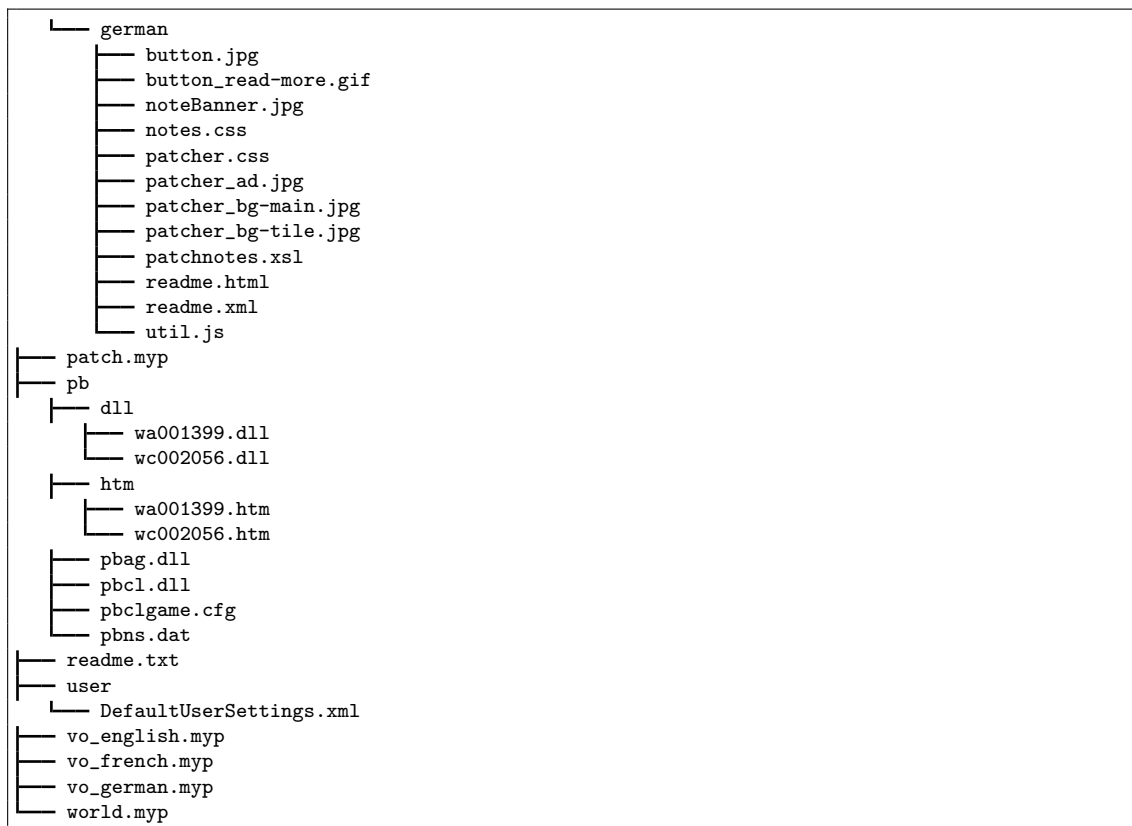 └── german
├── button.jpg
├── button_read-more.gif
├── noteBanner.jpg
├── notes.css
├── patcher.css
├── patcher_ad.jpg
├── patcher_bg-main.jpg
├── patcher_bg-tile.jpg
├── patchnotes.xsl
├── readme.html
├── readme.xml
└── util.js
├── patch.myp
├── pb
├── dll
├── wa001399.dll
└── wc002056.dll
├── htm
├── wa001399.htm
└── wc002056.htm
├── pbag.dll
├── pbcl.dll
├── pbclgame.cfg
└── pbns.dat
├── readme.txt
├── user
└── DefaultUserSettings.xml
├── vo_english.myp
├── vo_french.myp
├── vo_german.myp
└── world.myp